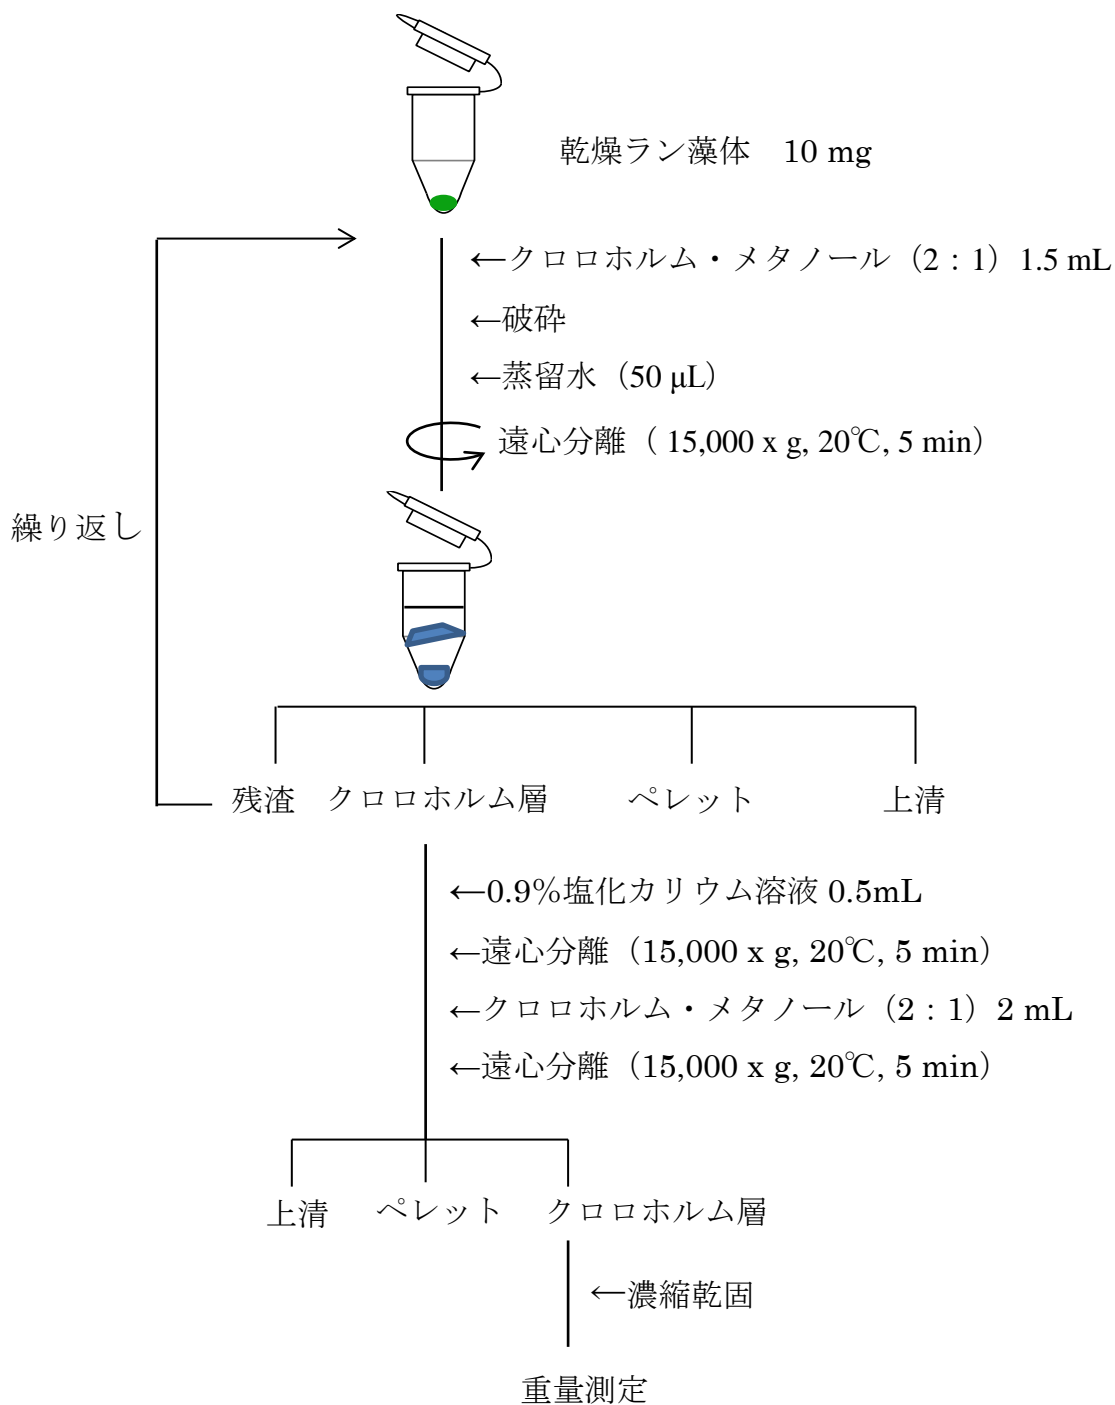 乾燥ラン藻体　10 mg
←クロロホルム・メタノール（2：1）1.5 mL
←破砕
←蒸留水（50 μL）
遠心分離（ 15,000 x g, 20℃, 5 min）
繰り返し
残渣　クロロホルム層　ペレット　上清
←0.9％塩化カリウム溶液 0.5mL
←遠心分離（15,000 x g, 20℃, 5 min）
←クロロホルム・メタノール（2：1）2 mL
←遠心分離（15,000 x g, 20℃, 5 min）
上清　ペレット　クロロホルム層
←濃縮乾固
重量測定